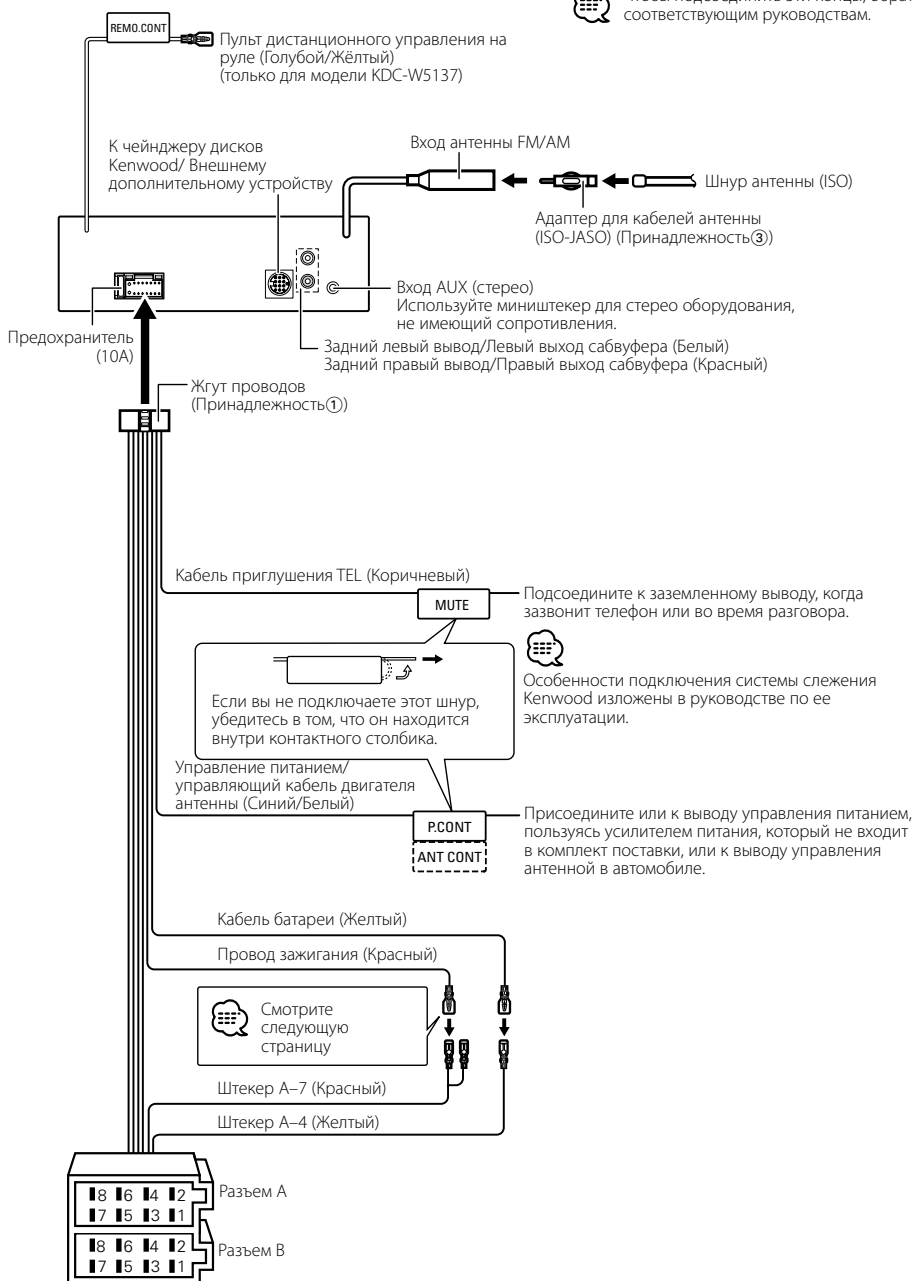 соответствующим руководствам.
REMO.CONT
Пульт дистанционного управления на
руле (Голубой/Жёлтый)
(только для модели KDC-W5137)
К чейнджеру дисков
Kenwood/ Внешнему
дополнительному устройству
Вход антенны FM/AM
Шнур антенны (ISO)
Адаптер для кабелей антенны
(ISO-JASO) (Принадлежность③)
Вход AUX (стерео)
Используйте миништекер для стерео оборудования,
не имеющий сопротивления.
Предохранитель
(10A)
Задний левый вывод/Левый выход сабвуфера (Белый)
Задний правый вывод/Правый выход сабвуфера (Красный)
Жгут проводов
(Принадлежность①)
Кабель приглушения TEL (Коричневый)
MUTE
Подсоедините к заземленному выводу, когда
зазвонит телефон или во время разговора.
Особенности подключения системы слежения
Kenwood изложены в руководстве по ее
эксплуатации.
Если вы не подключаете этот шнур,
убедитесь в том, что он находится
внутри контактного столбика.
Управление питанием/
управляющий кабель двигателя
антенны (Синий/Белый)
P.CONT
ANT CONT
Присоедините или к выводу управления питанием,
пользуясь усилителем питания, который не входит
в комплект поставки, или к выводу управления
антенной в автомобиле.
Кабель батареи (Желтый)
Провод зажигания (Красный)
Смотрите
следующую
страницу
Штекер A–7 (Красный)
Штекер A–4 (Желтый)
8 6 4 2
7 5 3 1
Разъем A
8 6 4 2
7 5 3 1
Разъем B